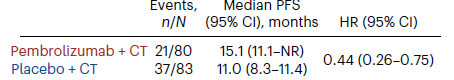 Events, Median PFS
n/N (95% CI), months HR (95% CI)
Pembrolizumab + CT 21/80 15.1 (11.1–NR)
0.44 (0.26–0.75)
Placebo + CT 37/83 11.0 (8.3–11.4)